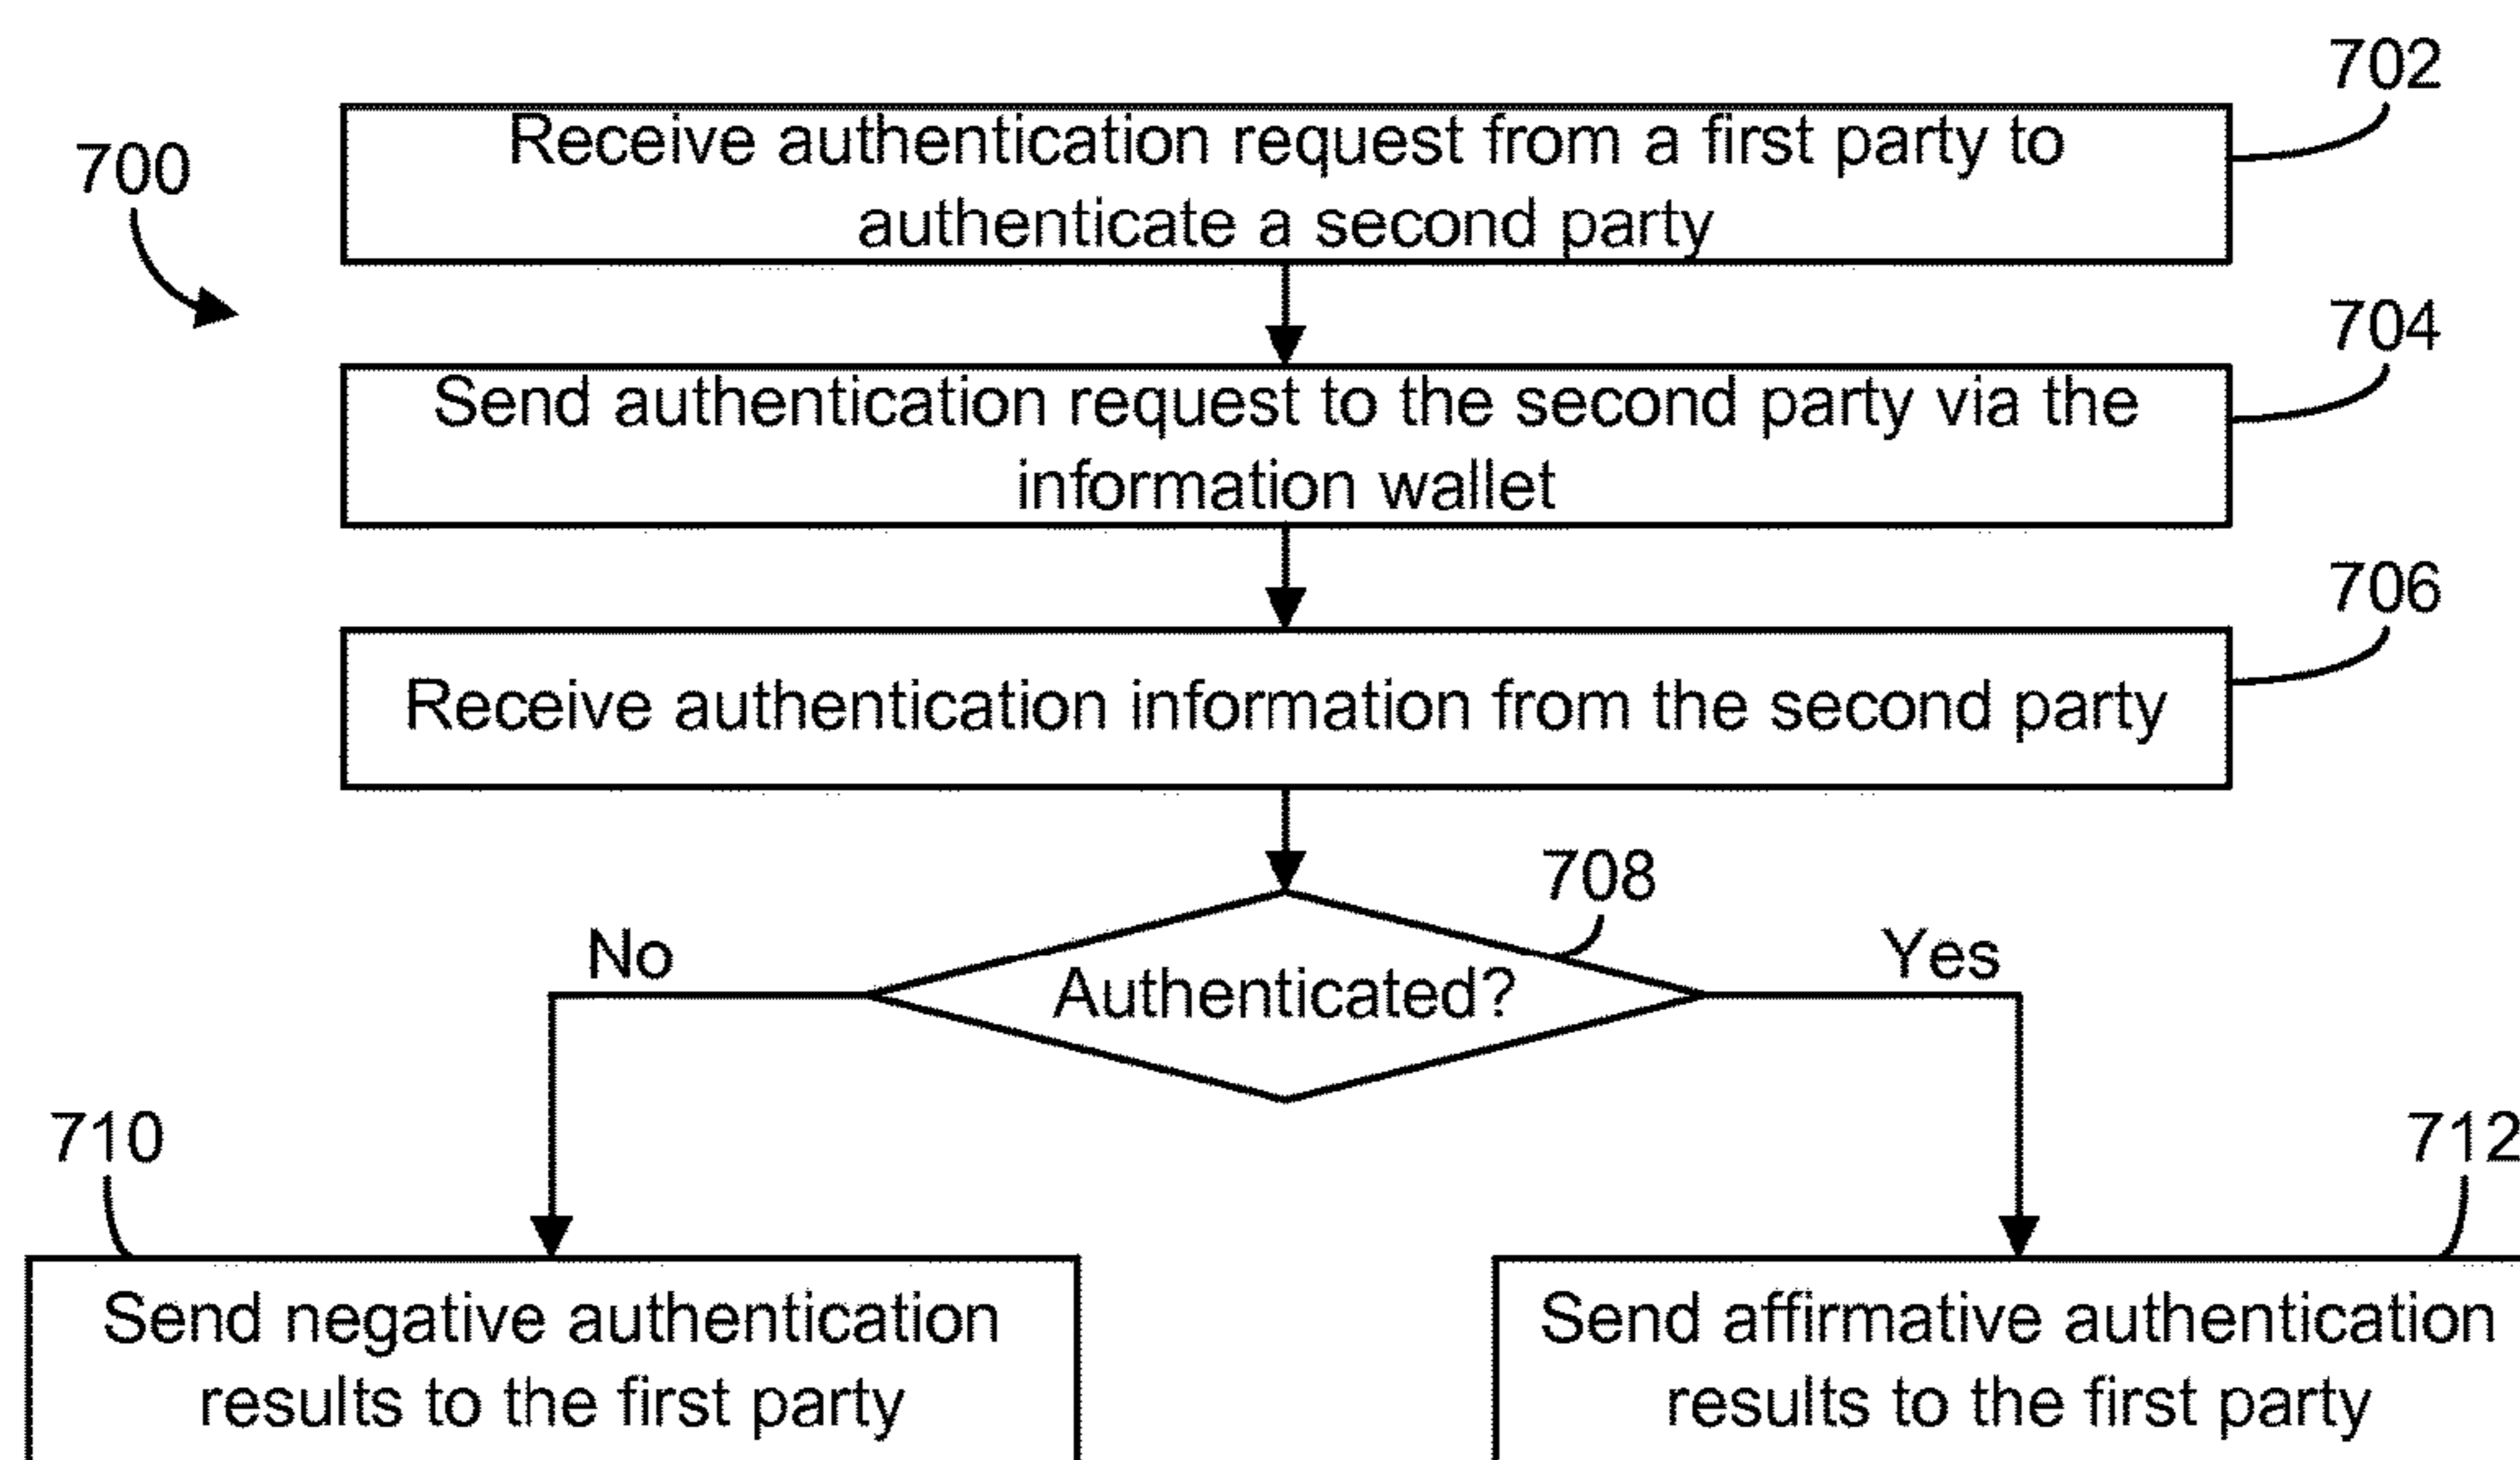 702
Receive authentication request from a first party to
authenticate a second party
700
704
Send authentication request to the second party via the
information wallet
706
Receive authentication information from the second party
708
No
Yes
Authenticated?
710
712
Send negative authentication
results to the first party
Send affirmative authentication
results to the first party